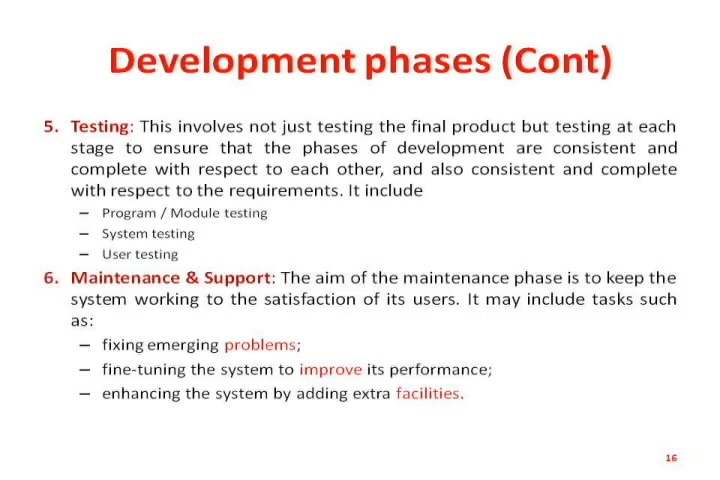 Development phases (Cont)
5. Testing: This involves not just testing the final product but testing at each
stage to ensure that the phases of development are consistent and
complete with respect to each other, and also consistent and complete
with respect to the requirements. It include
– Program / Module testing
– System testing
– User testing
6. Maintenance & Support: The aim of the maintenance phase is to keep the
system working to the satisfaction of its users. It may include tasks such
as:
– fixing emerging problems;
– fine-tuning the system to improve its performance;
– enhancing the system by adding extra facilities.
16